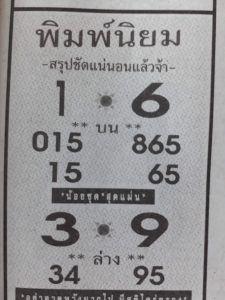 พิมพ์นิยม
-สรุปชัดแน่นอนแล้วจ้า-
1 6
** บน **
015 865
15 65
*น้อยชุด*สุดแผ่น*
3 9
** ล่าง **
34 95